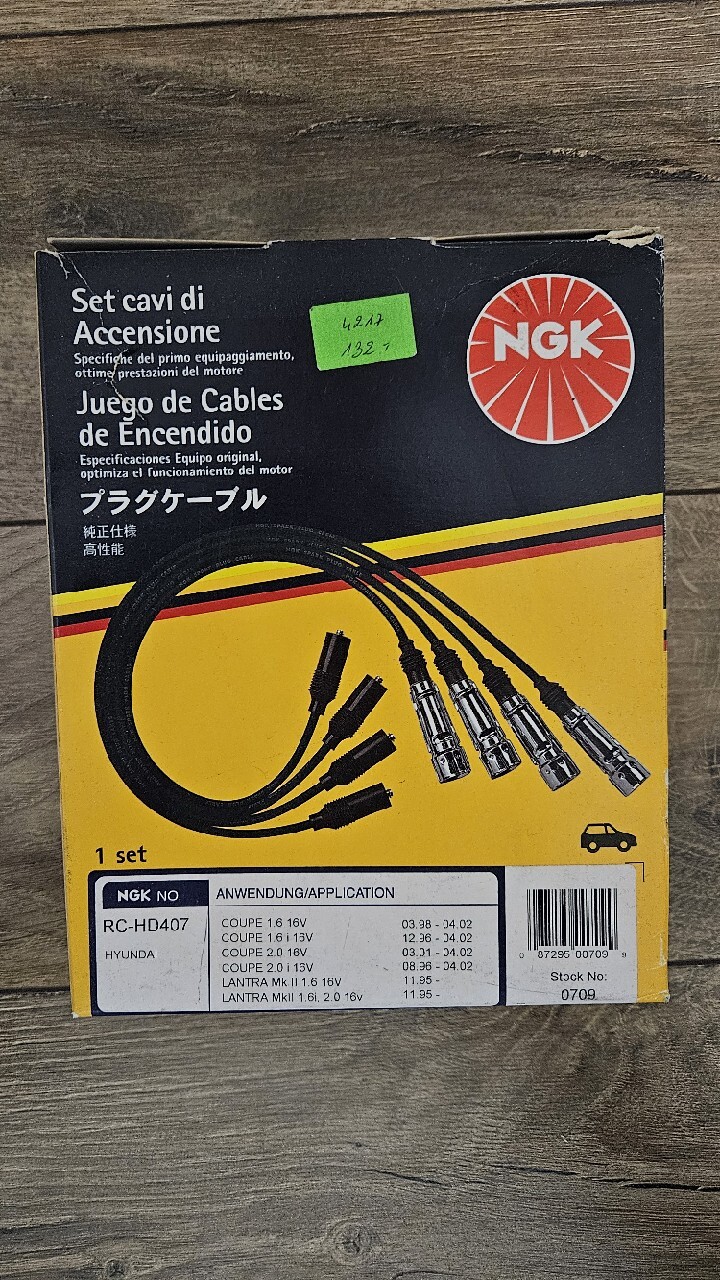 Set cavi di
Accensione
Specifiche del primo equipaggiamento,
ottime prestazioni del motore
4217
132.-
NGK
Juego de Cables
de Encendido
Especificaciones Equipo original,
optimiza el funcionamiento del motor
プラグケーブル
純正仕様
高性能
1 set
NGK NO
ANWENDUNG/APPLICATION
RC-HD407
HYUNDAI
COUPE 1.6 16V 03.98 - 04.02
COUPE 1.6 i 16V 12.96 - 04.02
COUPE 2.0 16V 03.01 - 04.02
COUPE 2.0 i 16V 08.96 - 04.02
LANTRA Mk II 1.6 16V 11.95 -
LANTRA MkII 1.6i, 2.0 16v 11.95 -
0 87295 00709 9
Stock No:
0709